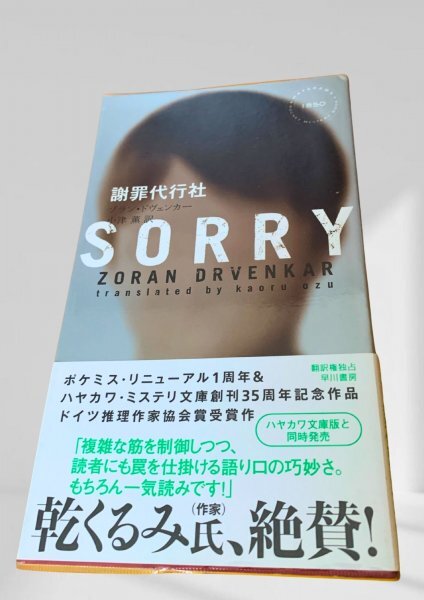 1850
謝罪代行社
ゾラン・ドヴェンカー
小津 薫 訳
SORRY
ZORAN DRVENKAR
translated by kaoru ozu
ポケミス・リニューアル1周年&
ハヤカワ・ミステリ文庫創刊35周年記念作品
ドイツ推理作家協会賞受賞作
翻訳権独占
早川書房
ハヤカワ文庫版と
同時発売
「複雑な筋を制御しつつ、
読者にも罠を仕掛ける語り口の巧妙さ。
もちろん一気読みです!」
乾くるみ(作家)氏、絶賛!